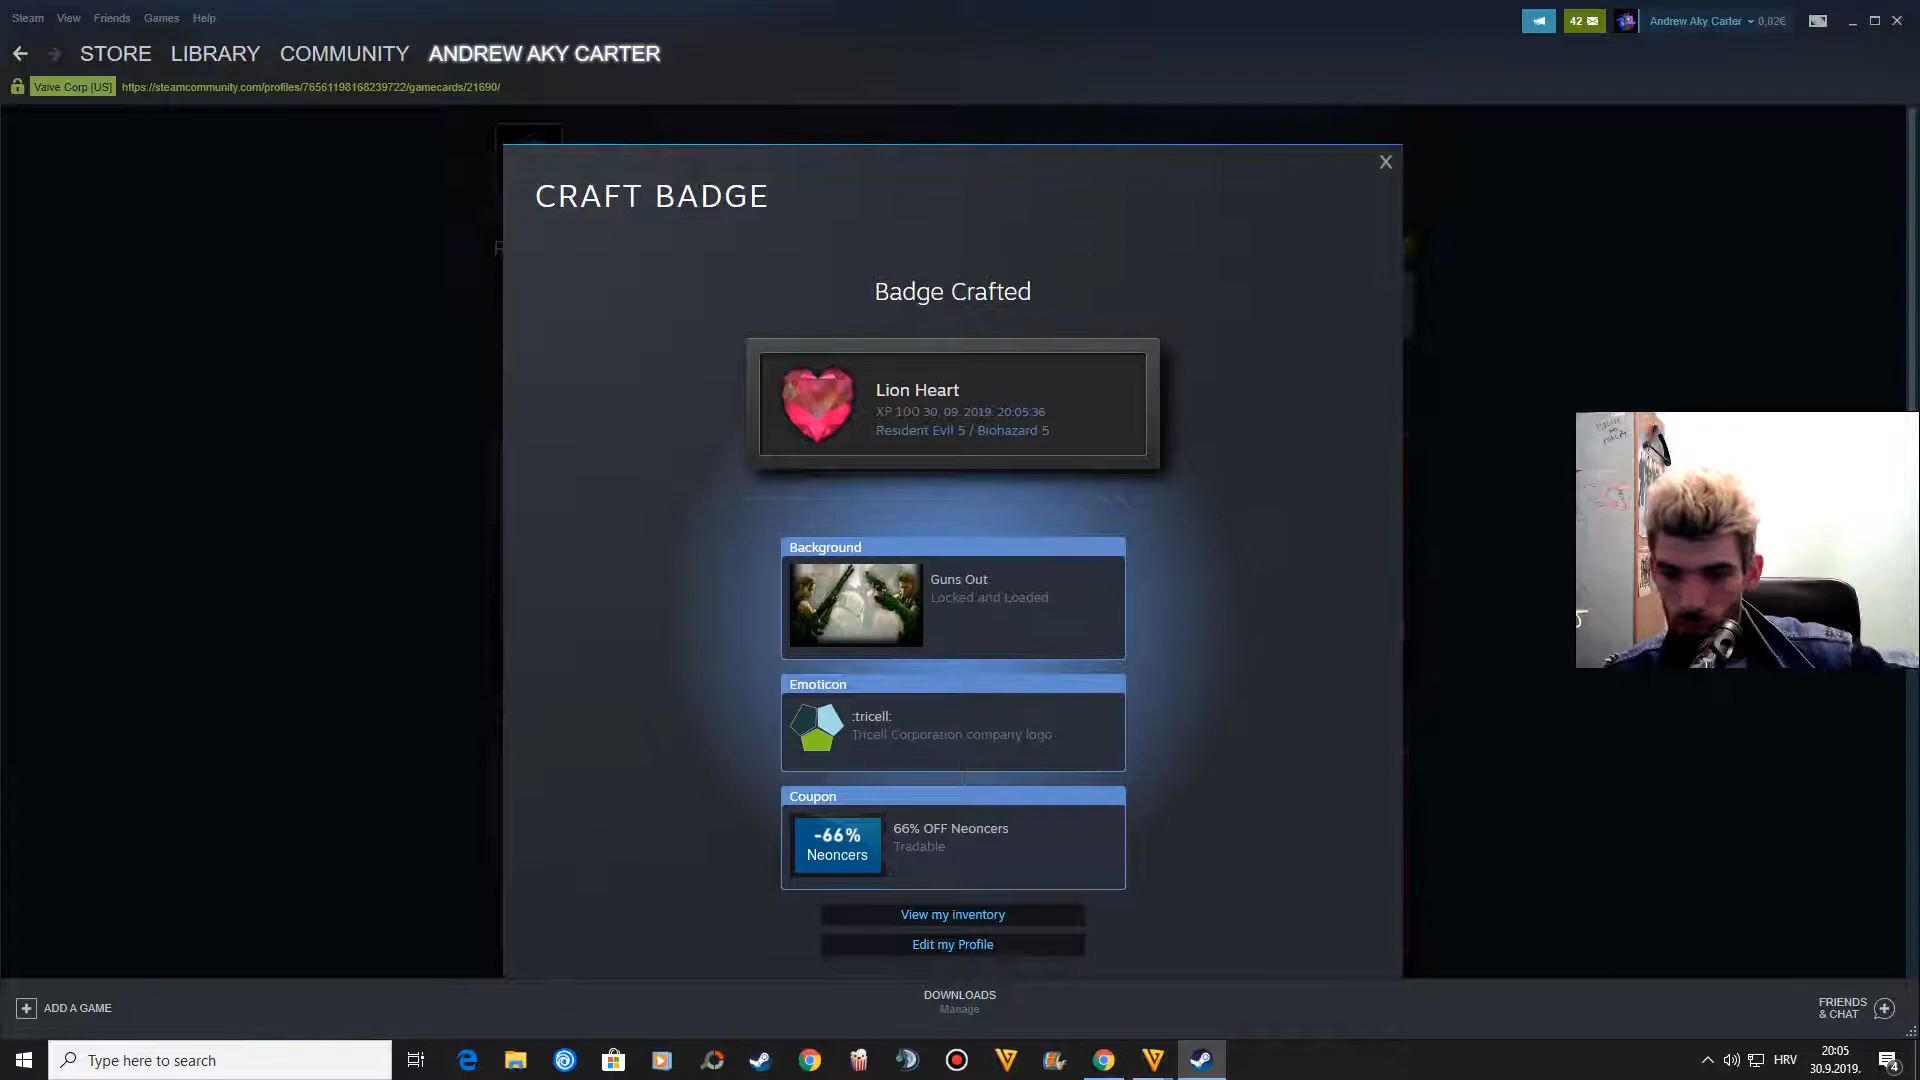 Steam View Friends Games Help
42
Andrew Aky Carter 0,02€
STORE LIBRARY COMMUNITY ANDREW AKY CARTER
Valve Corp [US] https://steamcommunity.com/profiles/76561198168239722/gamecards/21690/
X
CRAFT BADGE
Badge Crafted
Lion Heart
XP 100 30. 09. 2019. 20:05:36
Resident Evil 5 / Biohazard 5
Background
Guns Out
Locked and Loaded
Emoticon
:tricell:
Tricell Corporation company logo
Coupon
-66%
Neoncers
66% OFF Neoncers
Tradable
View my inventory
Edit my Profile
ADD A GAME
DOWNLOADS
Manage
FRIENDS
& CHAT
Type here to search
HRV
20:05
30.9.2019.
4